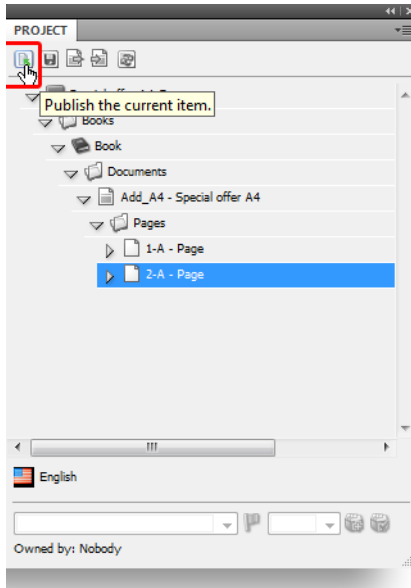 PROJECT
Publish the current item.
Books
Book
Documents
Add_A4 - Special offer A4
Pages
1-A - Page
2-A - Page
English
Owned by: Nobody